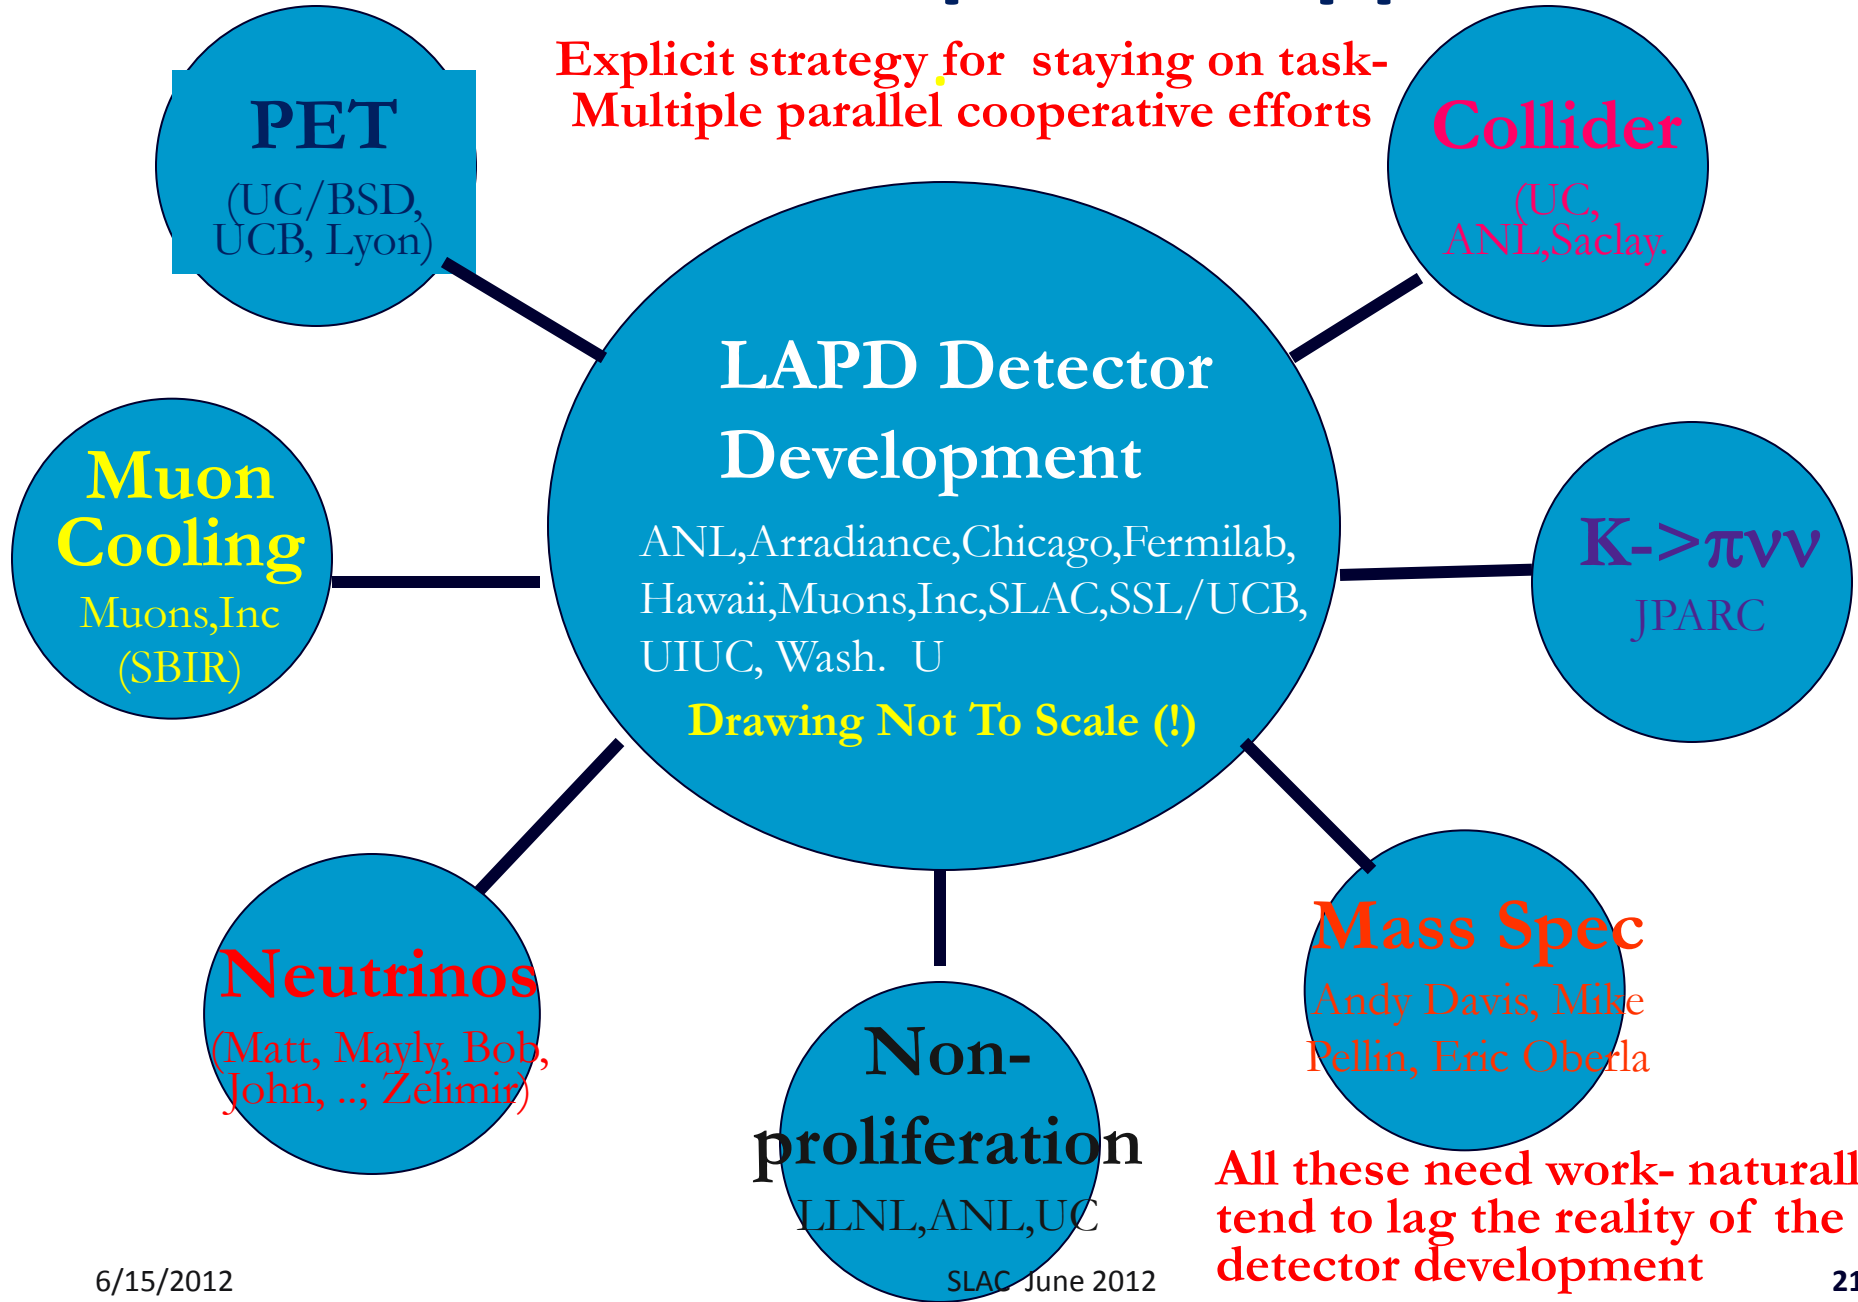 Explicit strategy for staying on task-
Multiple parallel cooperative efforts
PET
(UC/BSD,
UCB, Lyon)
Collider
(UC,
ANL,Saclay.
LAPD Detector
Development
ANL,Arradiance,Chicago,Fermilab,
Hawaii,Muons,Inc,SLAC,SSL/UCB,
UIUC, Wash. U
Drawing Not To Scale (!)
Muon
Cooling
Muons,Inc
(SBIR)
K->πνν
JPARC
Neutrinos
(Matt, Mayly, Bob,
John, ..; Zelimir)
Non-
proliferation
LLNL,ANL,UC
Mass Spec
Andy Davis, Mike
Pellin, Eric Oberla
All these need work- naturall
tend to lag the reality of the
detector development
6/15/2012
SLAC June 2012
21